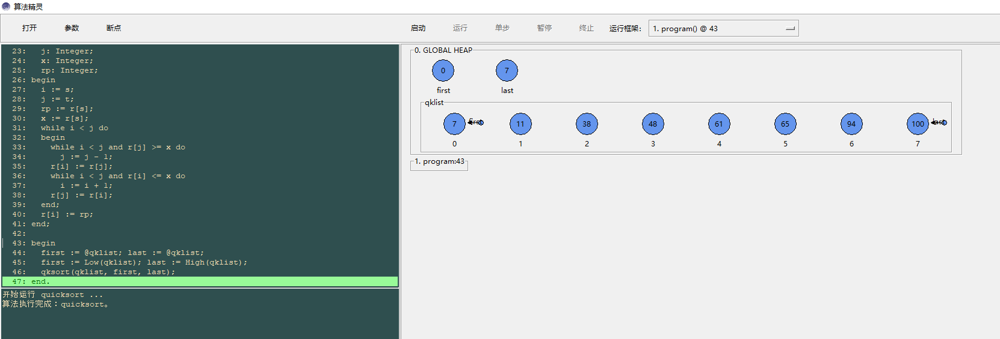 算法精灵
打开 参数 断点 启动 运行 单步 暂停 终止 运行框架： 1. program() @ 43
23: j: Integer;
24: x: Integer;
25: rp: Integer;
26: begin
27: i := s;
28: j := t;
29: rp := r[s];
30: x := r[s];
31: while i < j do
32: begin
33: while i < j and r[j] >= x do
34: j := j - 1;
35: r[i] := r[j];
36: while i < j and r[i] <= x do
37: i := i + 1;
38: r[j] := r[i];
39: end;
40: r[i] := rp;
41: end;
42:
43: begin
44: first := @qklist; last := @qklist;
45: first := Low(qklist); last := High(qklist);
46: qksort(qklist, first, last);
47: end.
开始运行 quicksort ...
算法执行完成：quicksort。
0. GLOBAL HEAP
0 7
first last
qklist
7 first 11 38 48 61 65 94 100 last
0 1 2 3 4 5 6 7
1. program:43